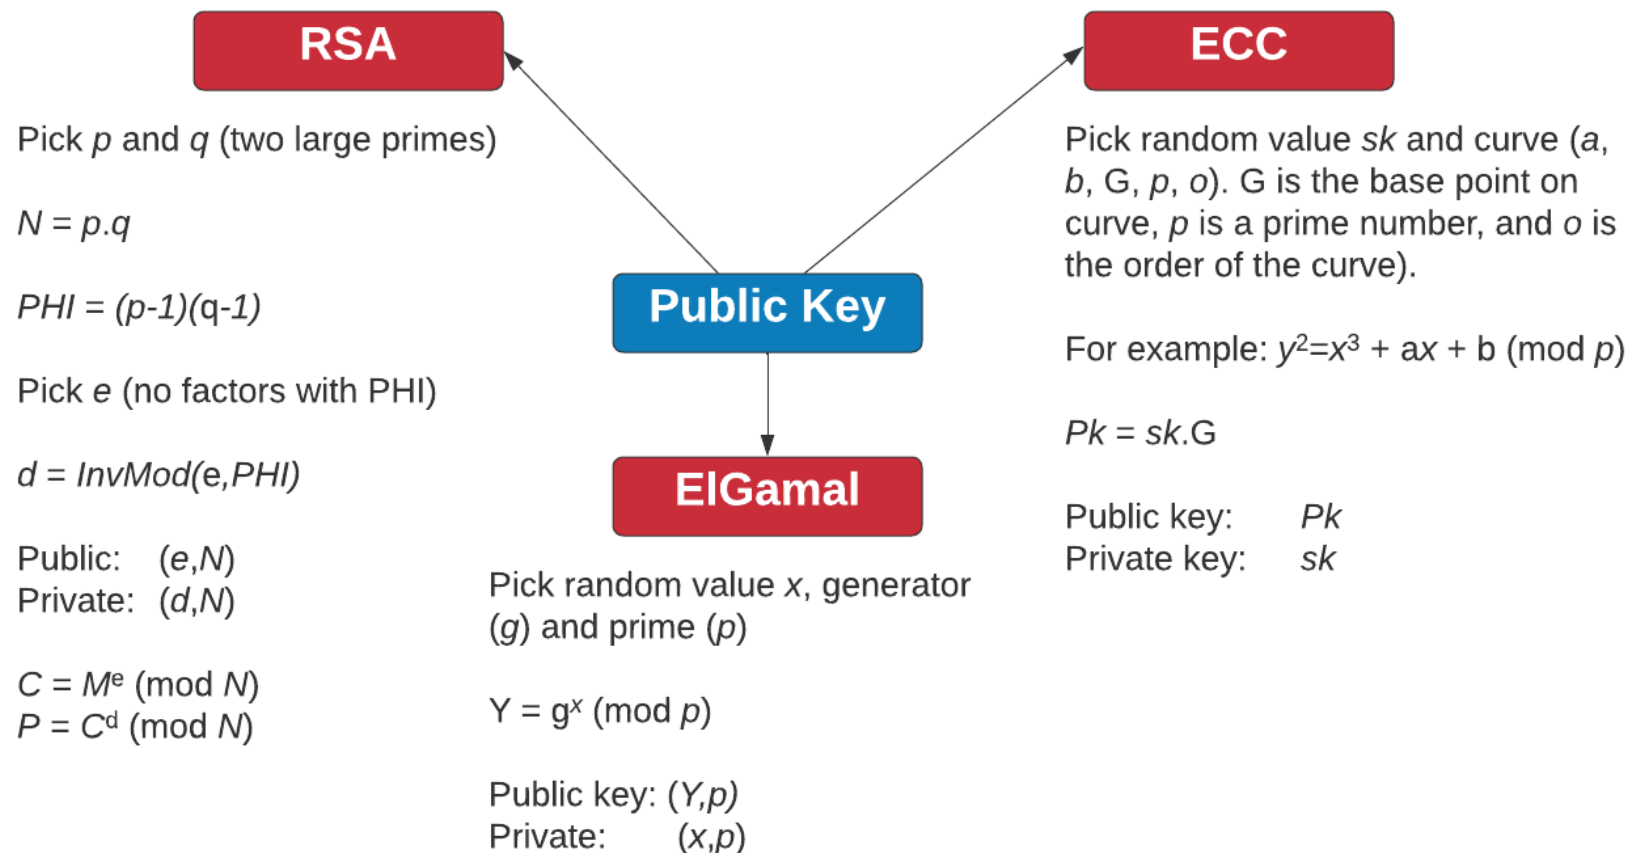 RSA
Pick p and q (two large primes)
N = p.q
PHI = (p-1)(q-1)
Pick e (no factors with PHI)
d = InvMod(e,PHI)
Public: (e,N)
Private: (d,N)
C = Mᵉ (mod N)
P = Cᵈ (mod N)
Public Key
ElGamal
Pick random value x, generator
(g) and prime (p)
Y = gˣ (mod p)
Public key: (Y,p)
Private: (x,p)
ECC
Pick random value sk and curve (a,
b, G, p, o). G is the base point on
curve, p is a prime number, and o is
the order of the curve).
For example: y²=x³ + ax + b (mod p)
Pk = sk.G
Public key: Pk
Private key: sk